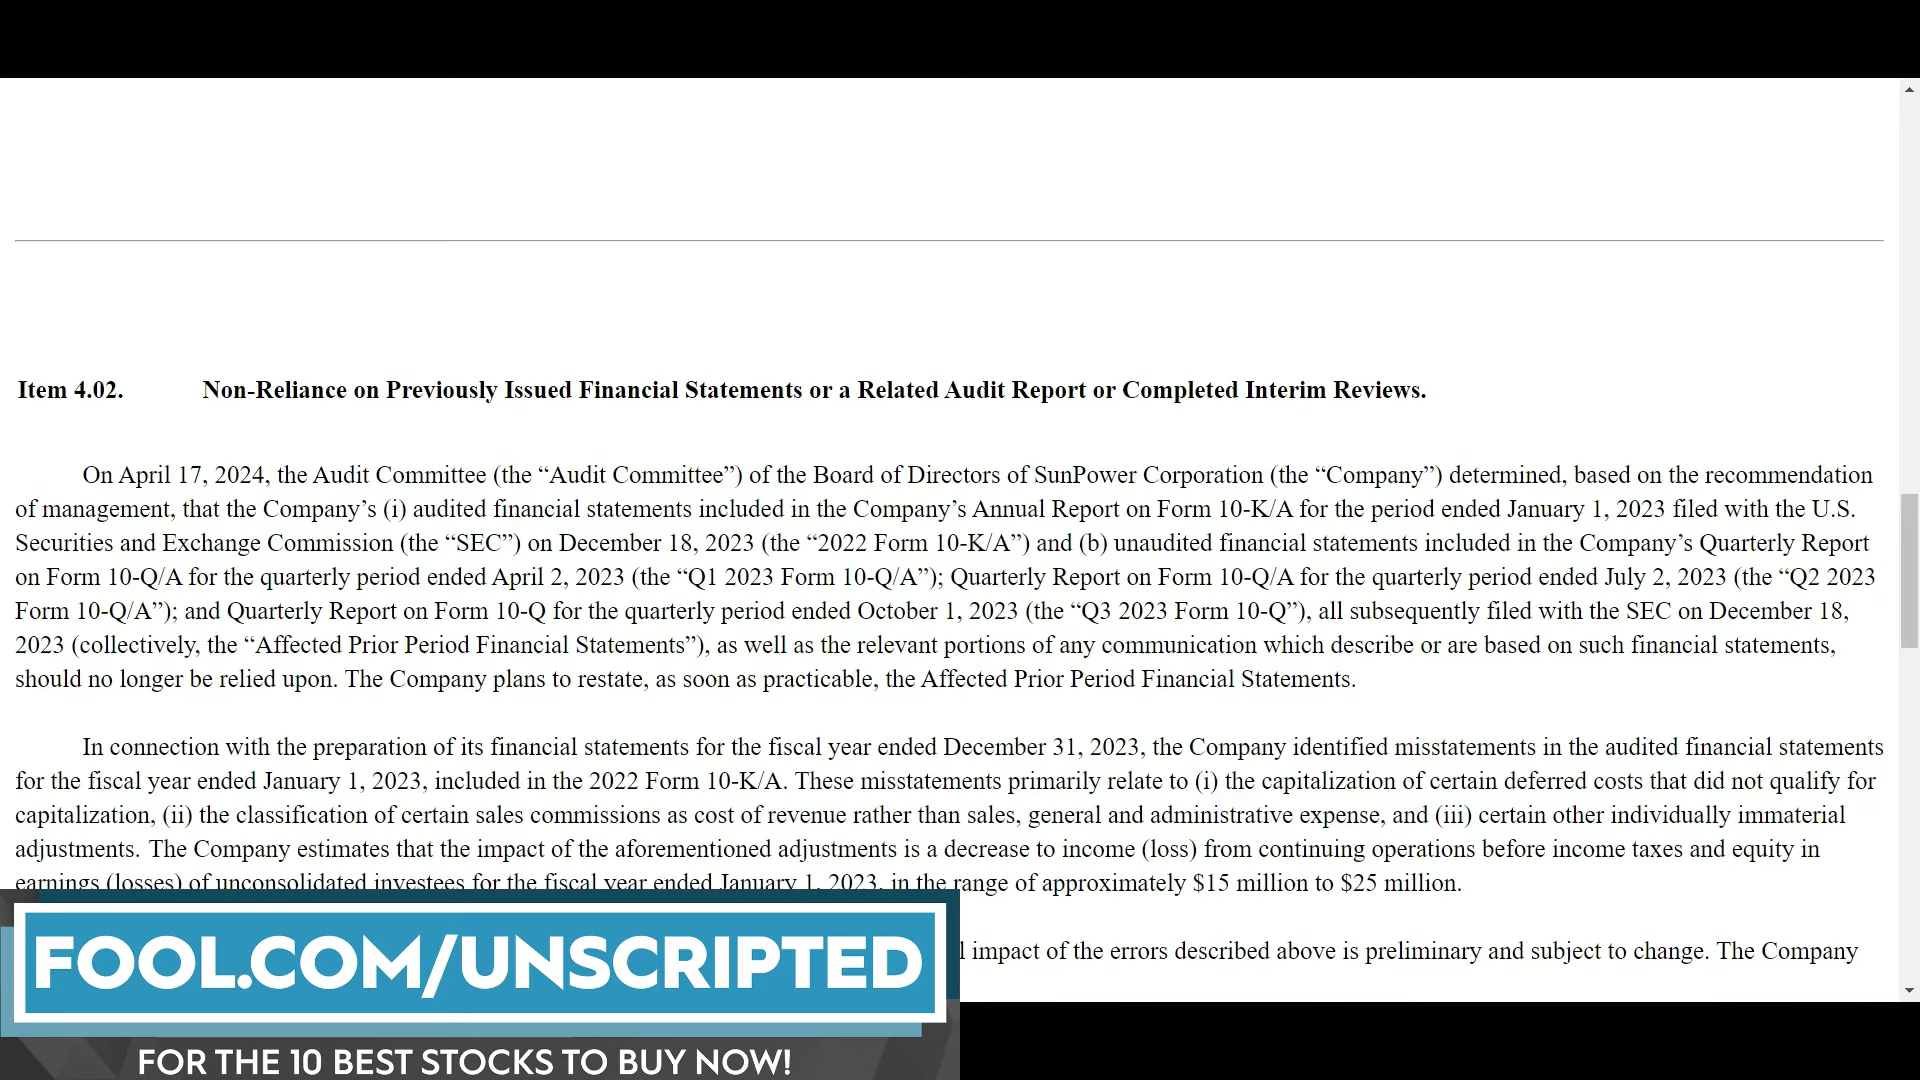 Item 4.02. Non-Reliance on Previously Issued Financial Statements or a Related Audit Report or Completed Interim Reviews.
On April 17, 2024, the Audit Committee (the “Audit Committee”) of the Board of Directors of SunPower Corporation (the “Company”) determined, based on the recommendation
of management, that the Company’s (i) audited financial statements included in the Company’s Annual Report on Form 10-K/A for the period ended January 1, 2023 filed with the U.S.
Securities and Exchange Commission (the “SEC”) on December 18, 2023 (the “2022 Form 10-K/A”) and (b) unaudited financial statements included in the Company’s Quarterly Report
on Form 10-Q/A for the quarterly period ended April 2, 2023 (the “Q1 2023 Form 10-Q/A”); Quarterly Report on Form 10-Q/A for the quarterly period ended July 2, 2023 (the “Q2 2023
Form 10-Q/A”); and Quarterly Report on Form 10-Q for the quarterly period ended October 1, 2023 (the “Q3 2023 Form 10-Q”), all subsequently filed with the SEC on December 18,
2023 (collectively, the “Affected Prior Period Financial Statements”), as well as the relevant portions of any communication which describe or are based on such financial statements,
should no longer be relied upon. The Company plans to restate, as soon as practicable, the Affected Prior Period Financial Statements.
In connection with the preparation of its financial statements for the fiscal year ended December 31, 2023, the Company identified misstatements in the audited financial statements
for the fiscal year ended January 1, 2023, included in the 2022 Form 10-K/A. These misstatements primarily relate to (i) the capitalization of certain deferred costs that did not qualify for
capitalization, (ii) the classification of certain sales commissions as cost of revenue rather than sales, general and administrative expense, and (iii) certain other individually immaterial
adjustments. The Company estimates that the impact of the aforementioned adjustments is a decrease to income (loss) from continuing operations before income taxes and equity in
earnings (losses) of unconsolidated investees for the fiscal year ended January 1, 2023, in the range of approximately $15 million to $25 million.
impact of the errors described above is preliminary and subject to change. The Company
FOOL.COM/UNSCRIPTED
FOR THE 10 BEST STOCKS TO BUY NOW!